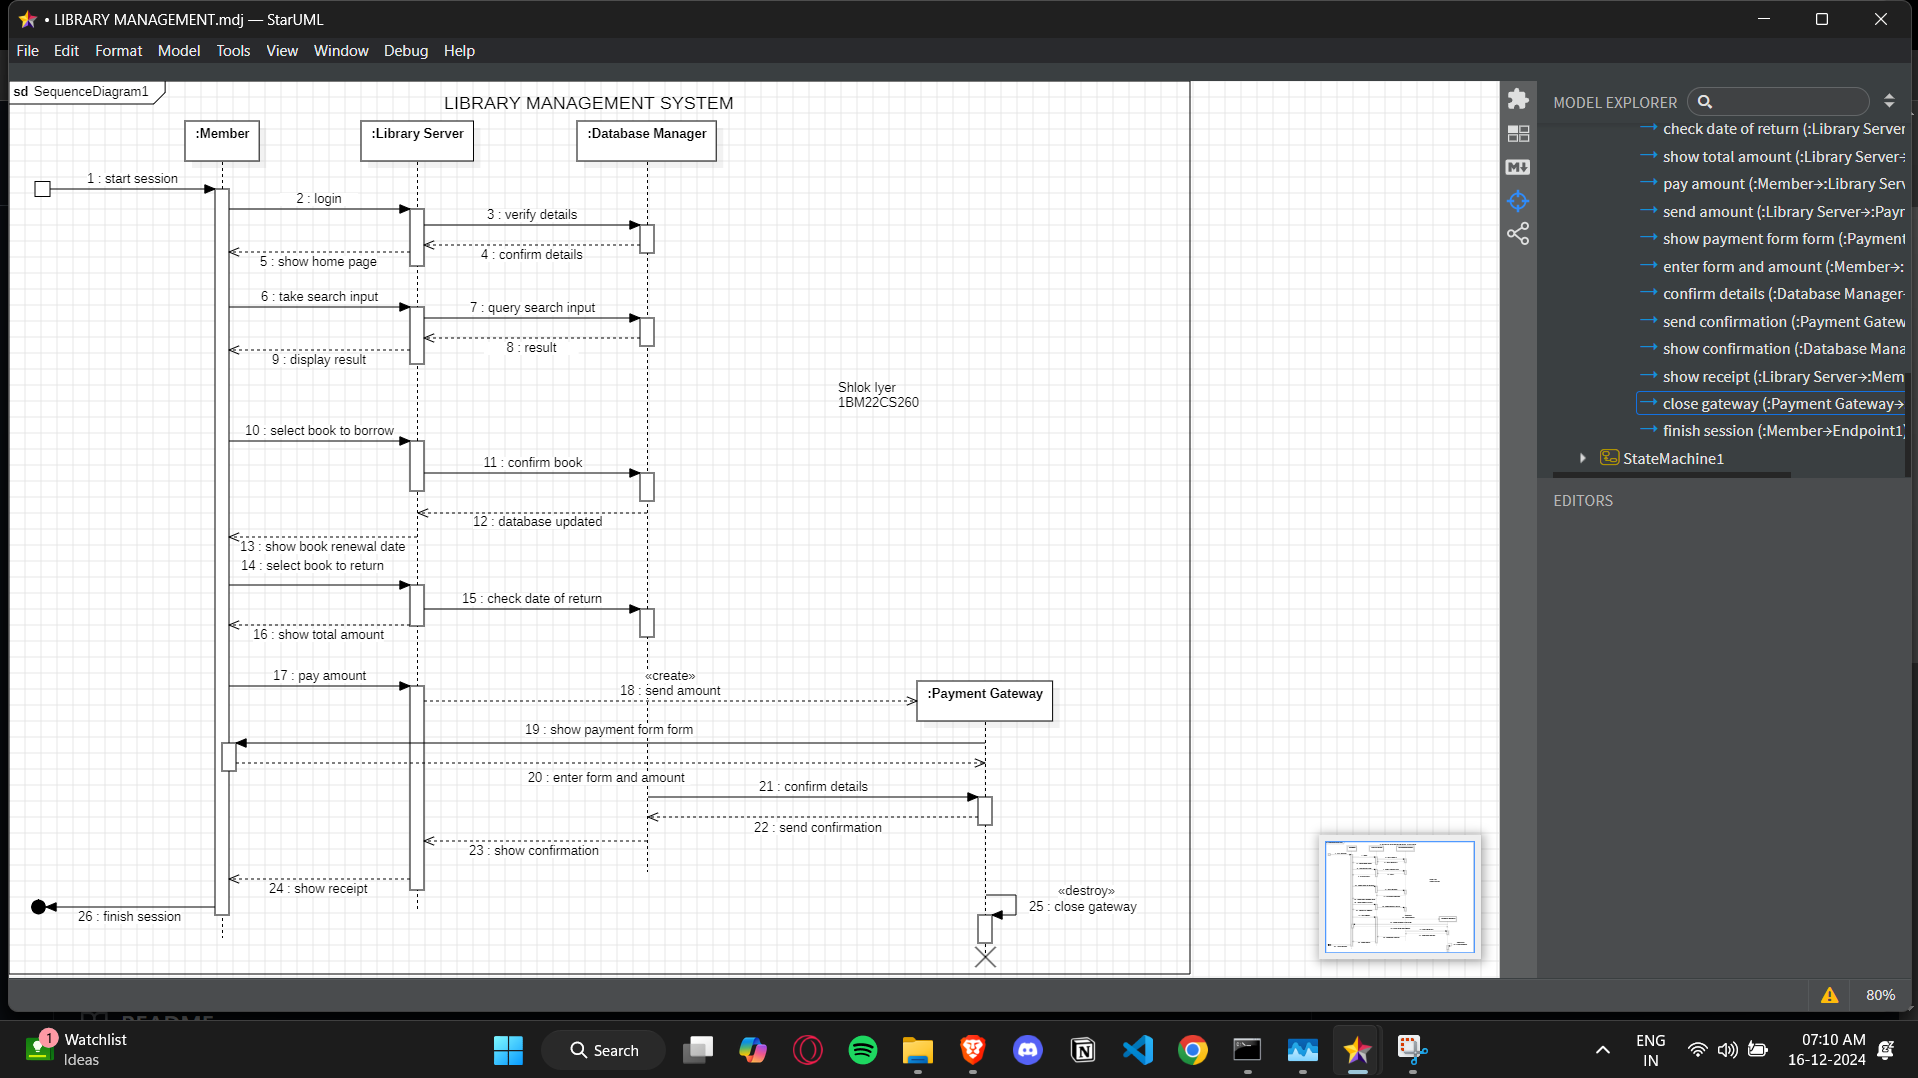 • LIBRARY MANAGEMENT.mdj — StarUML
File Edit Format Model Tools View Window Debug Help
sd SequenceDiagram1
LIBRARY MANAGEMENT SYSTEM
:Member
:Library Server
:Database Manager
1 : start session
2 : login
3 : verify details
4 : confirm details
5 : show home page
6 : take search input
7 : query search input
8 : result
9 : display result
Shlok Iyer
1BM22CS260
10 : select book to borrow
11 : confirm book
12 : database updated
13 : show book renewal date
14 : select book to return
15 : check date of return
16 : show total amount
17 : pay amount
«create»
18 : send amount
:Payment Gateway
19 : show payment form form
20 : enter form and amount
21 : confirm details
22 : send confirmation
23 : show confirmation
24 : show receipt
«destroy»
25 : close gateway
26 : finish session
MODEL EXPLORER
check date of return (:Library Server
show total amount (:Library Server→
pay amount (:Member→:Library Serv
send amount (:Library Server→:Payr
show payment form form (:Payment
enter form and amount (:Member→:
confirm details (:Database Manager
send confirmation (:Payment Gatew
show confirmation (:Database Mana
show receipt (:Library Server→:Mem
close gateway (:Payment Gateway→
finish session (:Member→Endpoint1)
StateMachine1
EDITORS
M↓
80%
1
Watchlist
Ideas
Search
ENG
IN
07:10 AM
16-12-2024